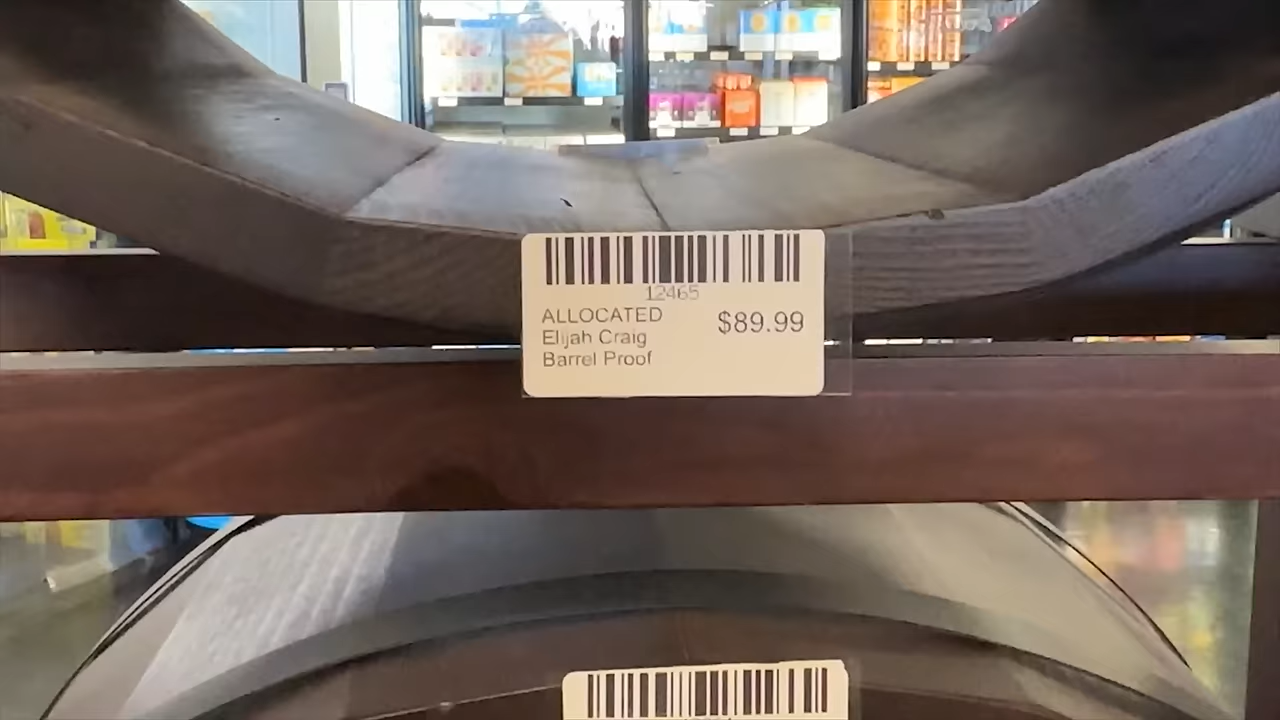 12465
ALLOCATED
$89.99
Elijah Craig
Barrel Proof